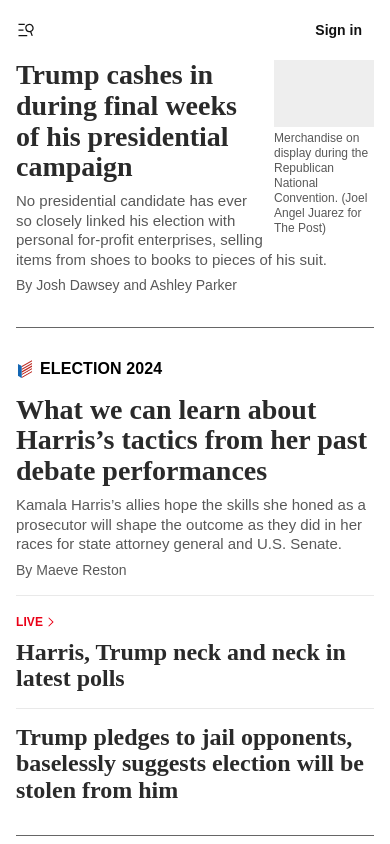 Sign in
Trump cashes in
during final weeks
of his presidential
campaign
No presidential candidate has ever
so closely linked his election with
personal for-profit enterprises, selling
items from shoes to books to pieces of his suit.
By Josh Dawsey and Ashley Parker
Merchandise on
display during the
Republican
National
Convention. (Joel
Angel Juarez for
The Post)
ELECTION 2024
What we can learn about
Harris’s tactics from her past
debate performances
Kamala Harris’s allies hope the skills she honed as a
prosecutor will shape the outcome as they did in her
races for state attorney general and U.S. Senate.
By Maeve Reston
LIVE
Harris, Trump neck and neck in
latest polls
Trump pledges to jail opponents,
baselessly suggests election will be
stolen from him